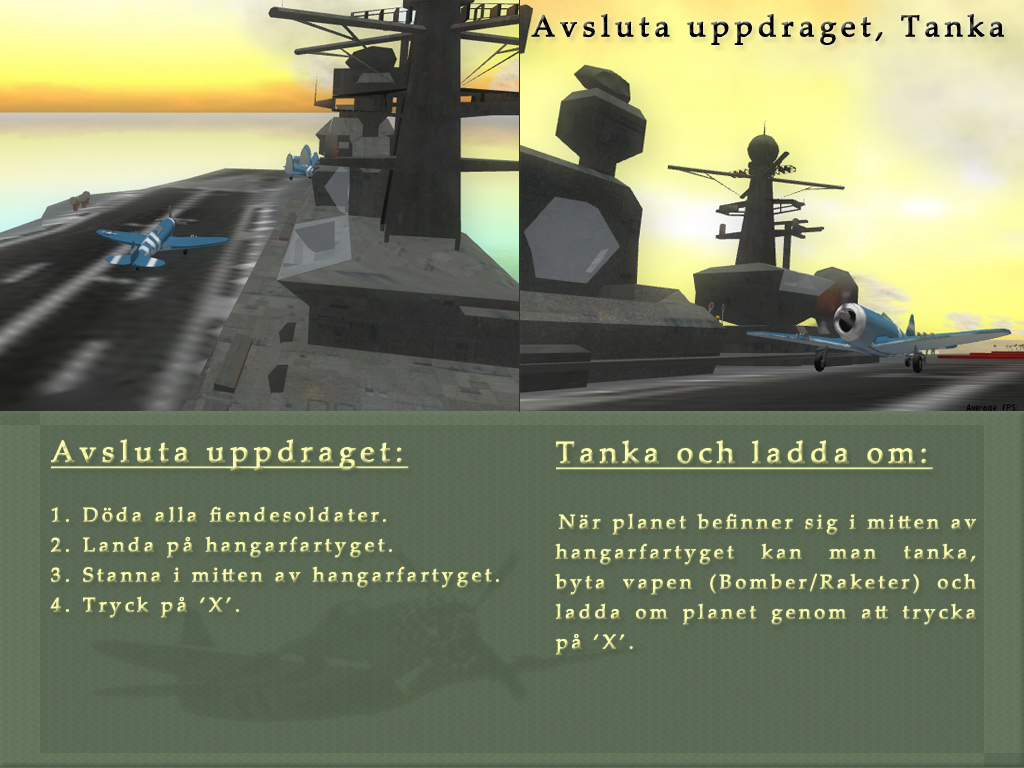 Avsluta uppdraget, Tanka
Average FPS:
Avsluta uppdraget:
1. Döda alla fiendesoldater.
2. Landa på hangarfartyget.
3. Stanna i mitten av hangarfartyget.
4. Tryck på 'X'.
Tanka och ladda om:
När planet befinner sig i mitten av
hangarfartyget kan man tanka,
byta vapen (Bomber/Raketer) och
ladda om planet genom att trycka
på 'X'.